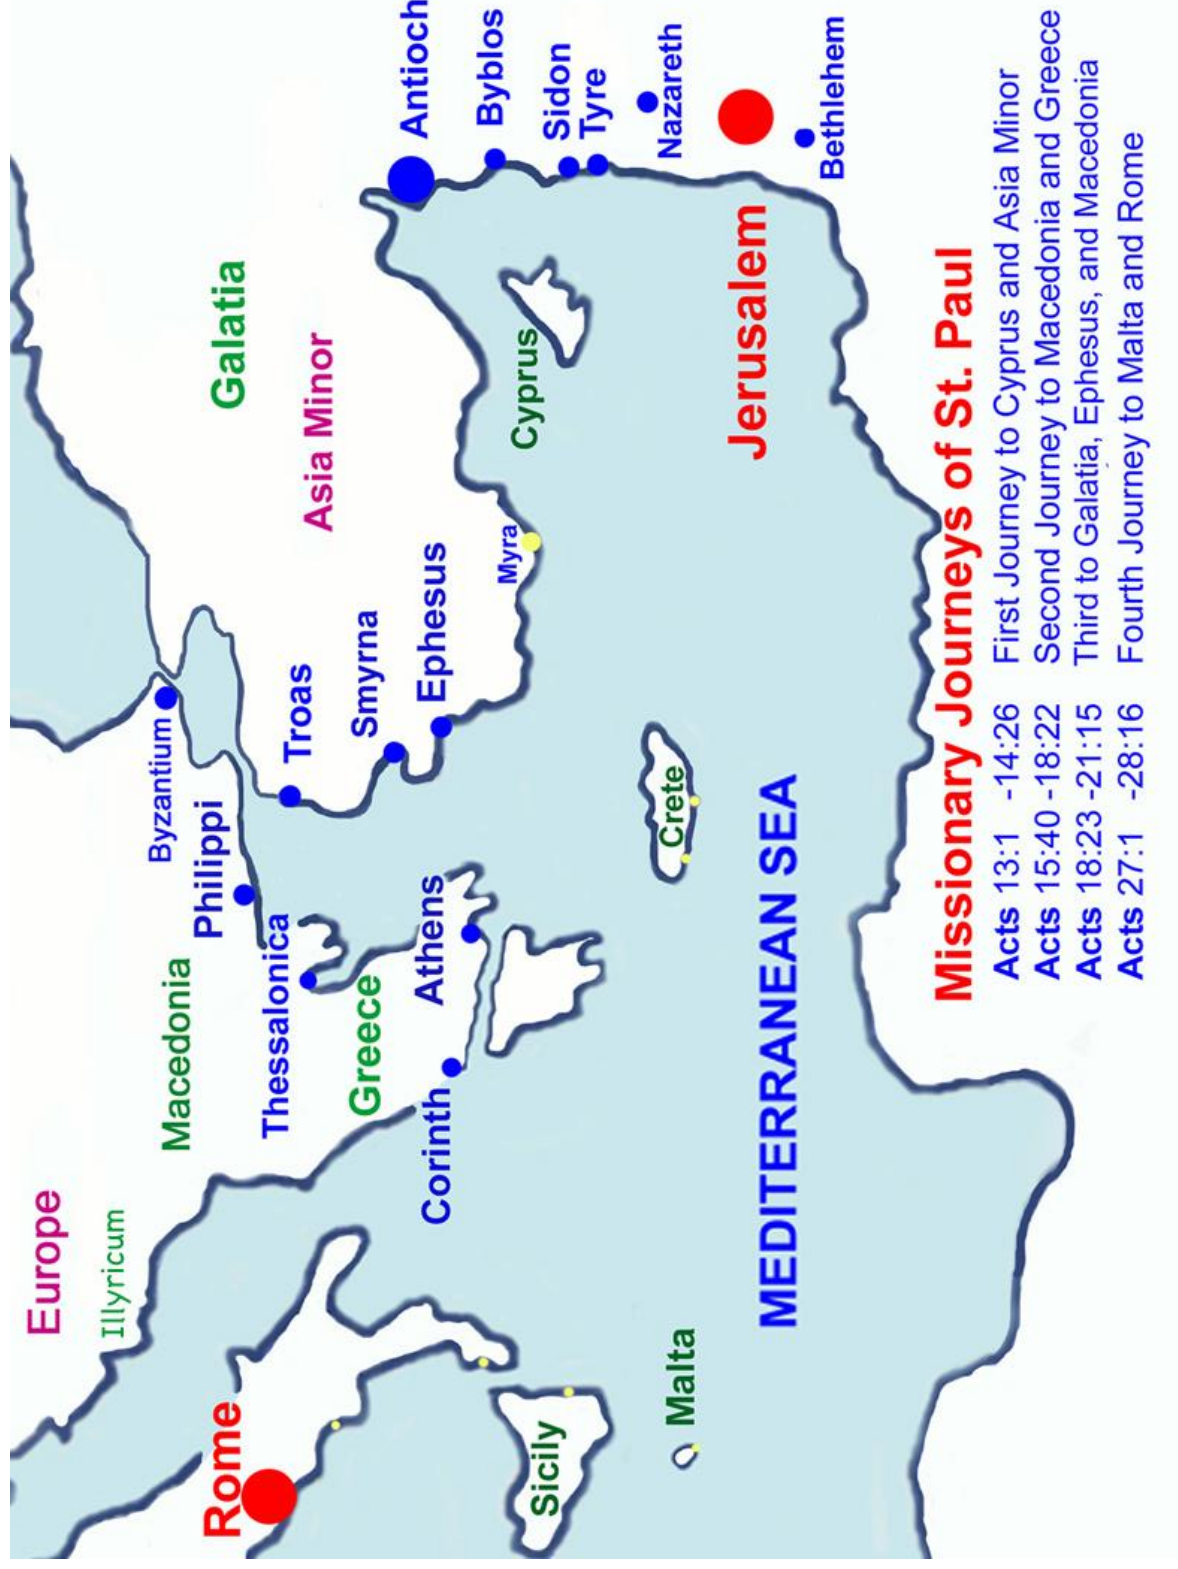 Europe
Illyricum
Macedonia
Byzantium
Galatia
Philippi
Rome
Thessalonica
Troas
Asia Minor
Greece
Smyrna
Antioch
Corinth
Athens
Ephesus
Byblos
Myra
Cyprus
Sicily
Sidon
Tyre
Malta
Crete
Nazareth
MEDITERRANEAN SEA
Jerusalem
Bethlehem
Missionary Journeys of St. Paul
Acts 13:1 -14:26 First Journey to Cyprus and Asia Minor
Acts 15:40 -18:22 Second Journey to Macedonia and Greece
Acts 18:23 -21:15 Third to Galatia, Ephesus, and Macedonia
Acts 27:1 -28:16 Fourth Journey to Malta and Rome